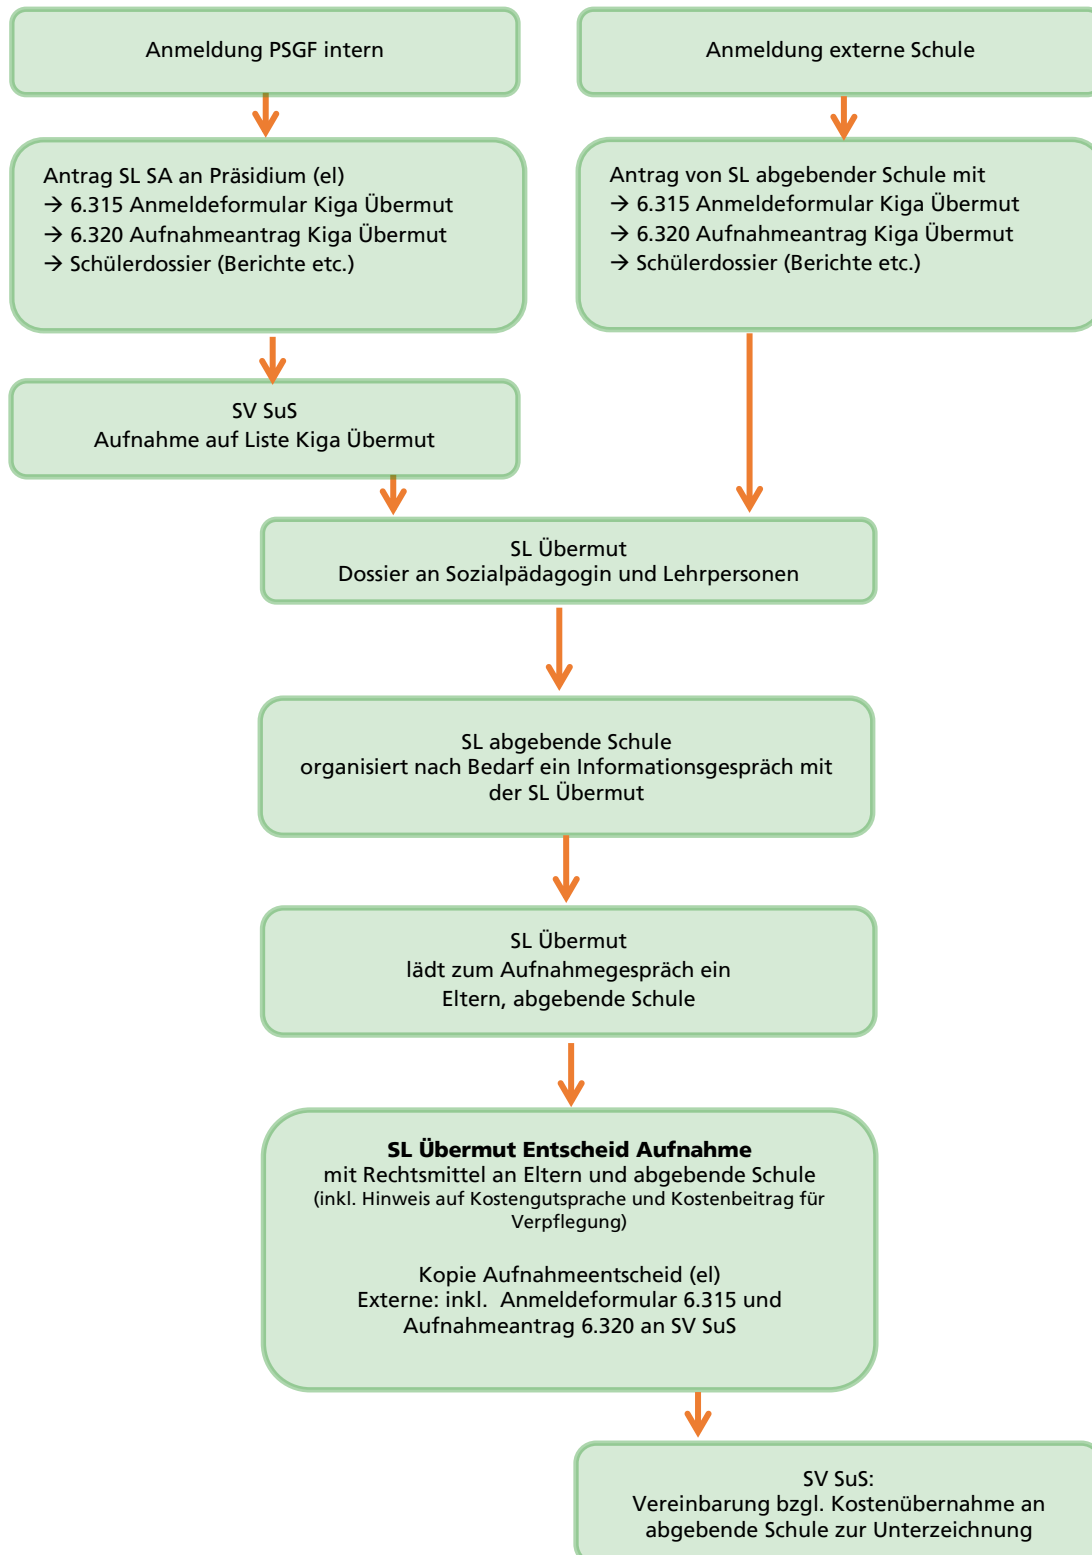 Anmeldung PSGF intern
Anmeldung externe Schule
Antrag SL SA an Präsidium (el)
→ 6.315 Anmeldeformular Kiga Übermut
→ 6.320 Aufnahmeantrag Kiga Übermut
→ Schülerdossier (Berichte etc.)
Antrag von SL abgebender Schule mit
→ 6.315 Anmeldeformular Kiga Übermut
→ 6.320 Aufnahmeantrag Kiga Übermut
→ Schülerdossier (Berichte etc.)
SV SuS
Aufnahme auf Liste Kiga Übermut
SL Übermut
Dossier an Sozialpädagogin und Lehrpersonen
SL abgebende Schule
organisiert nach Bedarf ein Informationsgespräch mit
der SL Übermut
SL Übermut
lädt zum Aufnahmegespräch ein
Eltern, abgebende Schule
SL Übermut Entscheid Aufnahme
mit Rechtsmittel an Eltern und abgebende Schule
(inkl. Hinweis auf Kostengutsprache und Kostenbeitrag für
Verpflegung)
Kopie Aufnahmeentscheid (el)
Externe: inkl. Anmeldeformular 6.315 und
Aufnahmeantrag 6.320 an SV SuS
SV SuS:
Vereinbarung bzgl. Kostenübernahme an
abgebende Schule zur Unterzeichnung